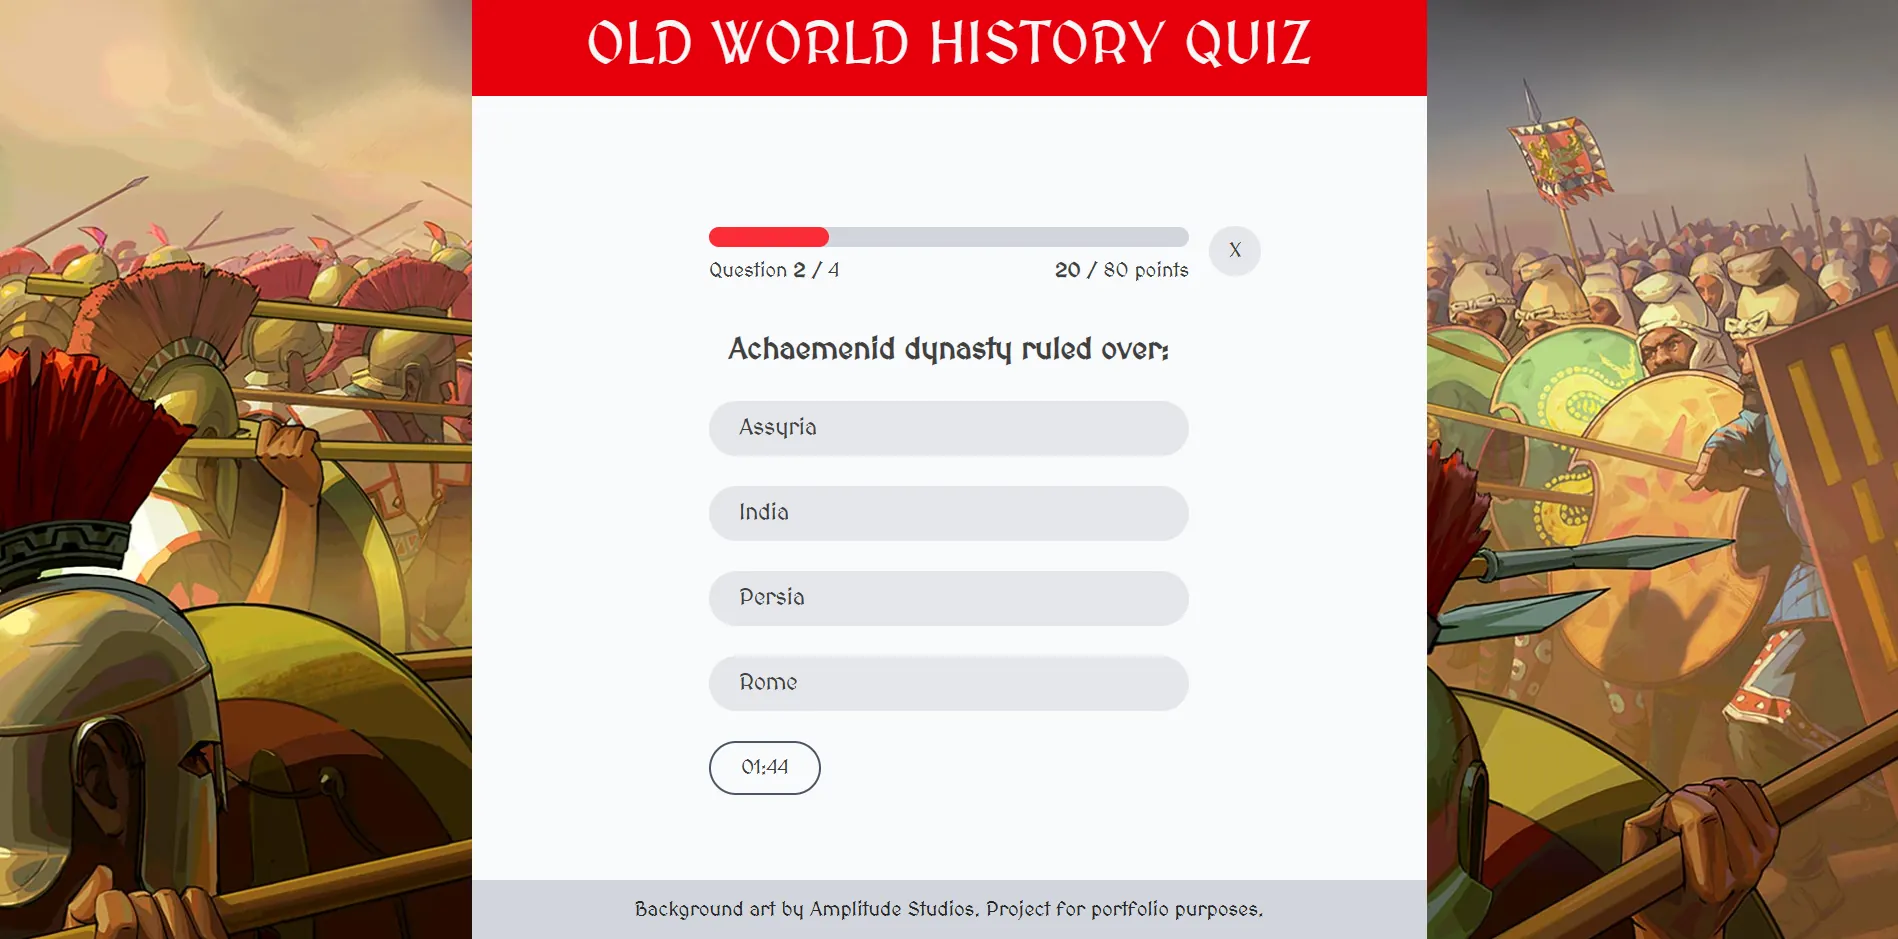 OLD WORLD HISTORY QUIZ
X
Question 2 / 4
20 / 80 points
Achaemenid dynasty ruled over:
Assyria
India
Persia
Rome
01:44
Background art by Amplitude Studios. Project for portfolio purposes.